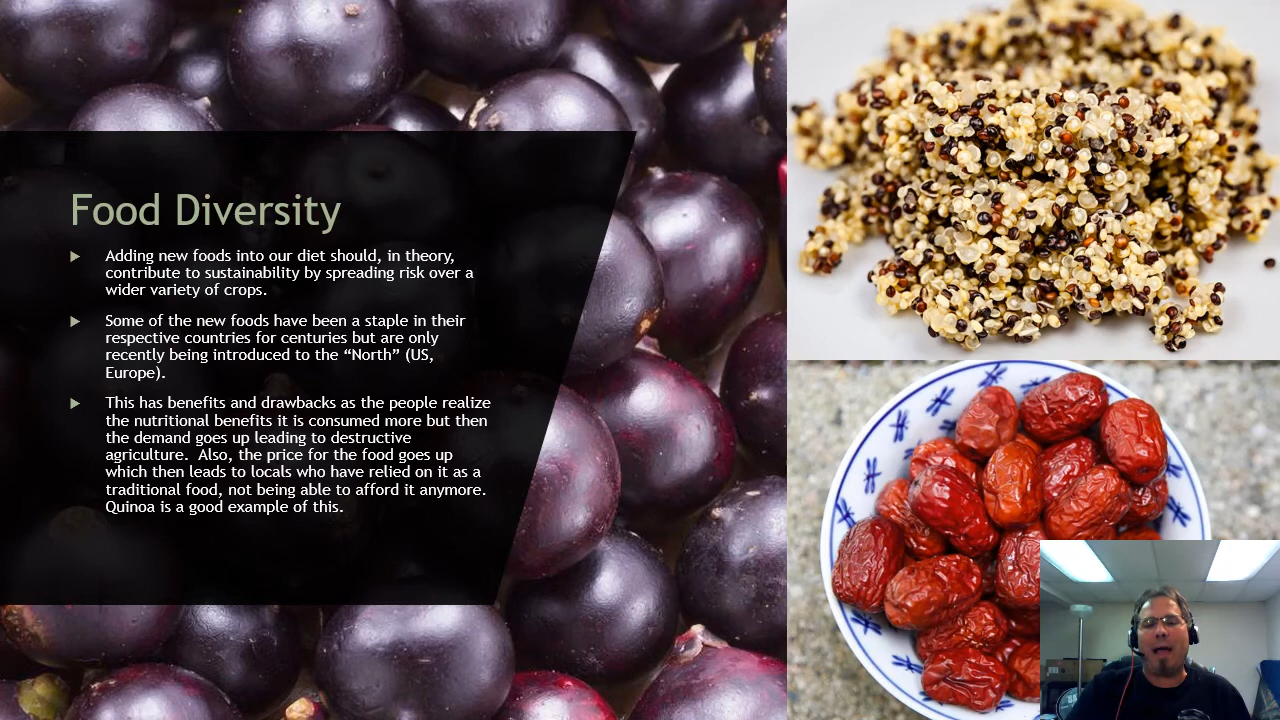 Food Diversity
Adding new foods into our diet should, in theory,
contribute to sustainability by spreading risk over a
wider variety of crops.
Some of the new foods have been a staple in their
respective countries for centuries but are only
recently being introduced to the “North” (US,
Europe).
This has benefits and drawbacks as the people realize
the nutritional benefits it is consumed more but then
the demand goes up leading to destructive
agriculture.  Also, the price for the food goes up
which then leads to locals who have relied on it as a
traditional food, not being able to afford it anymore.
Quinoa is a good example of this.